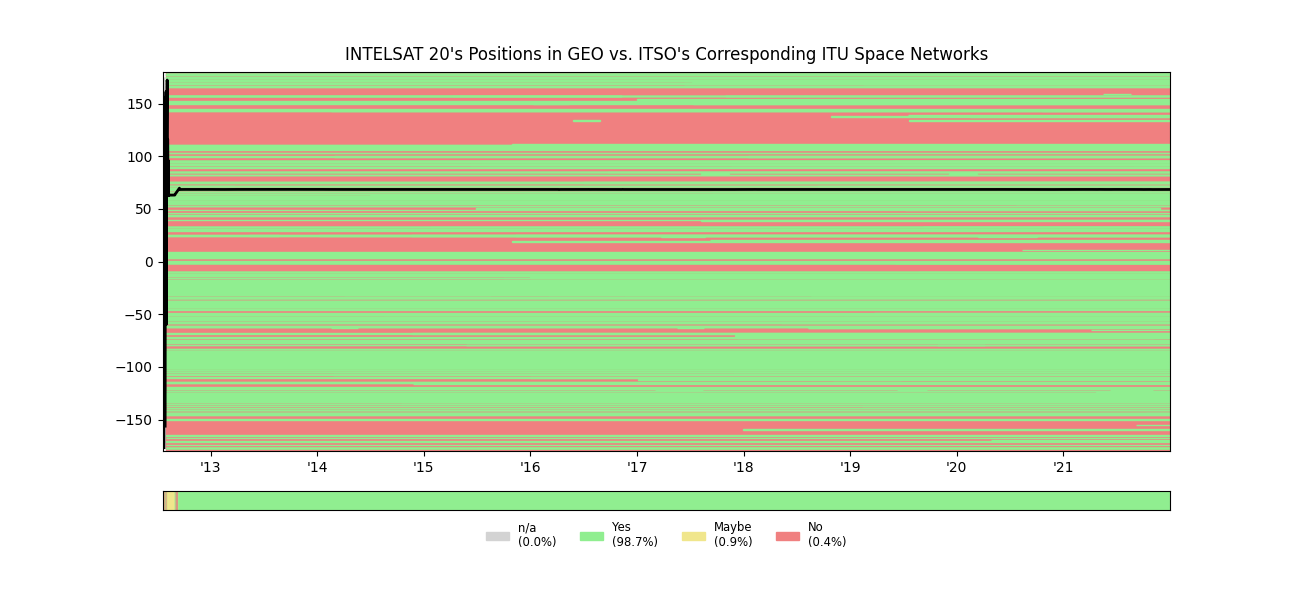 INTELSAT 20's Positions in GEO vs. ITSO's Corresponding ITU Space Networks
150
100
50
0
−50
−100
−150
'13 '14 '15 '16 '17 '18 '19 '20 '21
n/a Yes Maybe No
(0.0%) (98.7%) (0.9%) (0.4%)